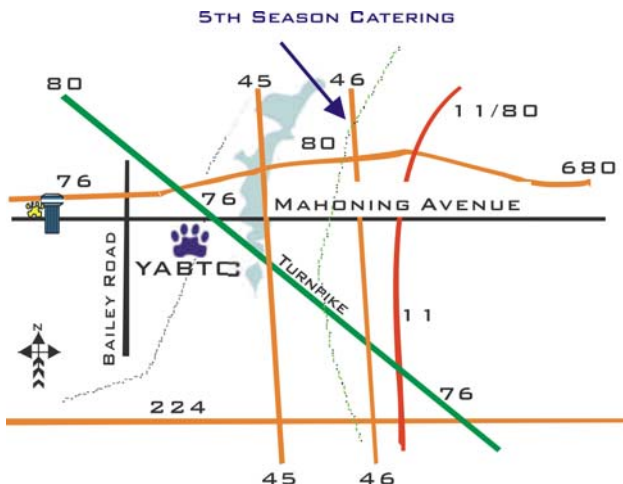 5TH SEASON CATERING
80
45
46
11/80
80
680
76
76
MAHONING AVENUE
YABTC
BAILEY ROAD
TURNPIKE
11
N
76
224
45
46